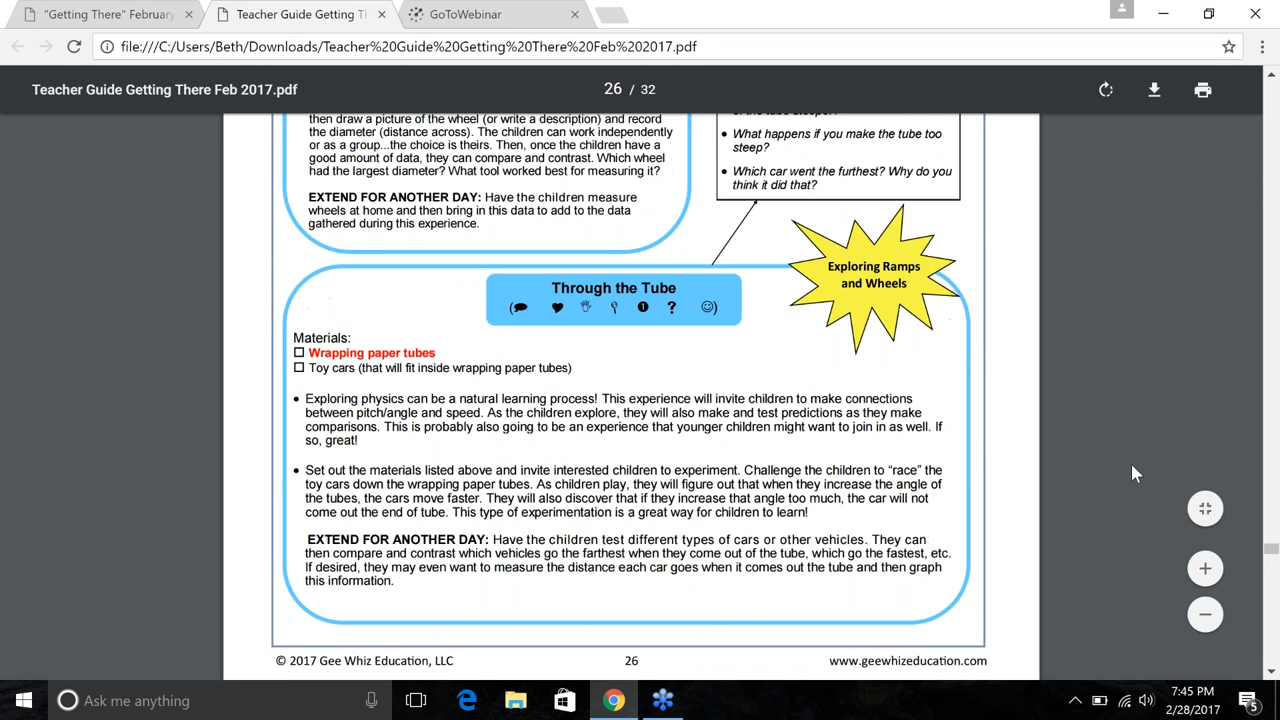 "Getting There" February
Teacher Guide Getting Th
GoToWebinar
file:///C:/Users/Beth/Downloads/Teacher%20Guide%20Getting%20There%20Feb%202017.pdf
Teacher Guide Getting There Feb 2017.pdf
26 / 32
then draw a picture of the wheel (or write a description) and record
the diameter (distance across). The children can work independently
or as a group...the choice is theirs. Then, once the children have a
good amount of data, they can compare and contrast. Which wheel
had the largest diameter? What tool worked best for measuring it?
EXTEND FOR ANOTHER DAY: Have the children measure
wheels at home and then bring in this data to add to the data
gathered during this experience.
• What happens if you make the tube too
steep?
• Which car went the furthest? Why do you
think it did that?
Exploring Ramps
and Wheels
Through the Tube
Materials:
Wrapping paper tubes
Toy cars (that will fit inside wrapping paper tubes)
• Exploring physics can be a natural learning process! This experience will invite children to make connections
between pitch/angle and speed. As the children explore, they will also make and test predictions as they make
comparisons. This is probably also going to be an experience that younger children might want to join in as well. If
so, great!
• Set out the materials listed above and invite interested children to experiment. Challenge the children to “race” the
toy cars down the wrapping paper tubes. As children play, they will figure out that when they increase the angle of
the tubes, the cars move faster. They will also discover that if they increase that angle too much, the car will not
come out the end of tube. This type of experimentation is a great way for children to learn!
EXTEND FOR ANOTHER DAY: Have the children test different types of cars or other vehicles. They can
then compare and contrast which vehicles go the farthest when they come out of the tube, which go the fastest, etc.
If desired, they may even want to measure the distance each car goes when it comes out the tube and then graph
this information.
© 2017 Gee Whiz Education, LLC
26
www.geewhizeducation.com
Ask me anything
7:45 PM
2/28/2017
5